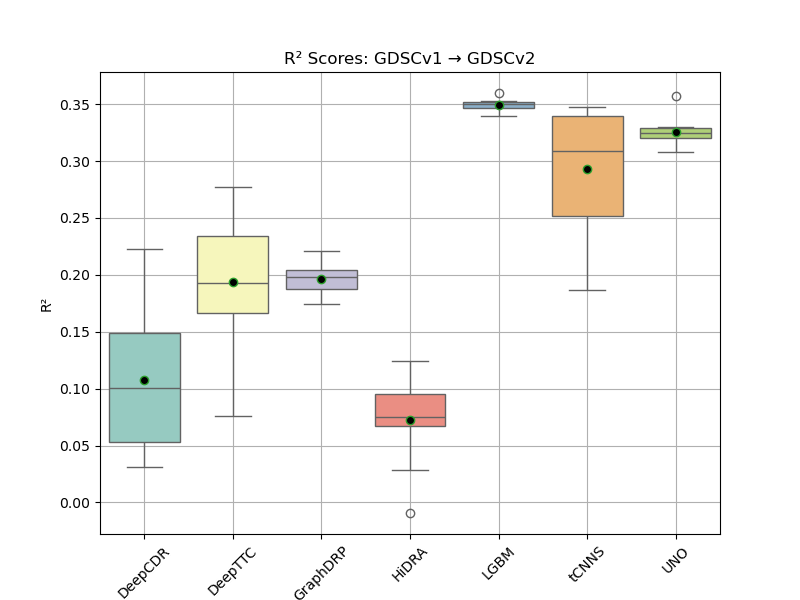 R² Scores: GDSCv1 → GDSCv2
R²
0.35
0.30
0.25
0.20
0.15
0.10
0.05
0.00
DeepCDR
DeepTTC
GraphDRP
HiDRA
LGBM
tCNNS
UNO